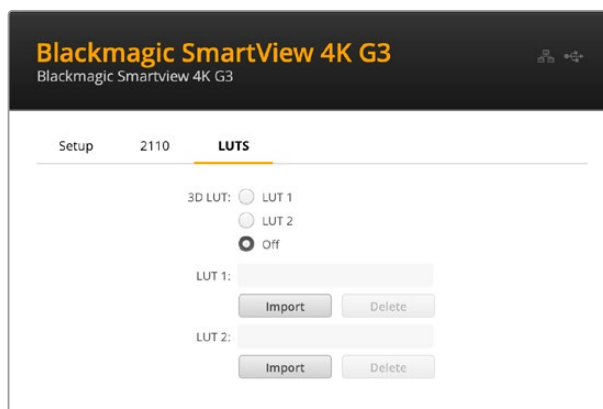 Blackmagic SmartView 4K G3
Blackmagic Smartview 4K G3
Setup 2110 LUTS
3D LUT: LUT 1
LUT 2
Off
LUT 1:
Import Delete
LUT 2:
Import Delete